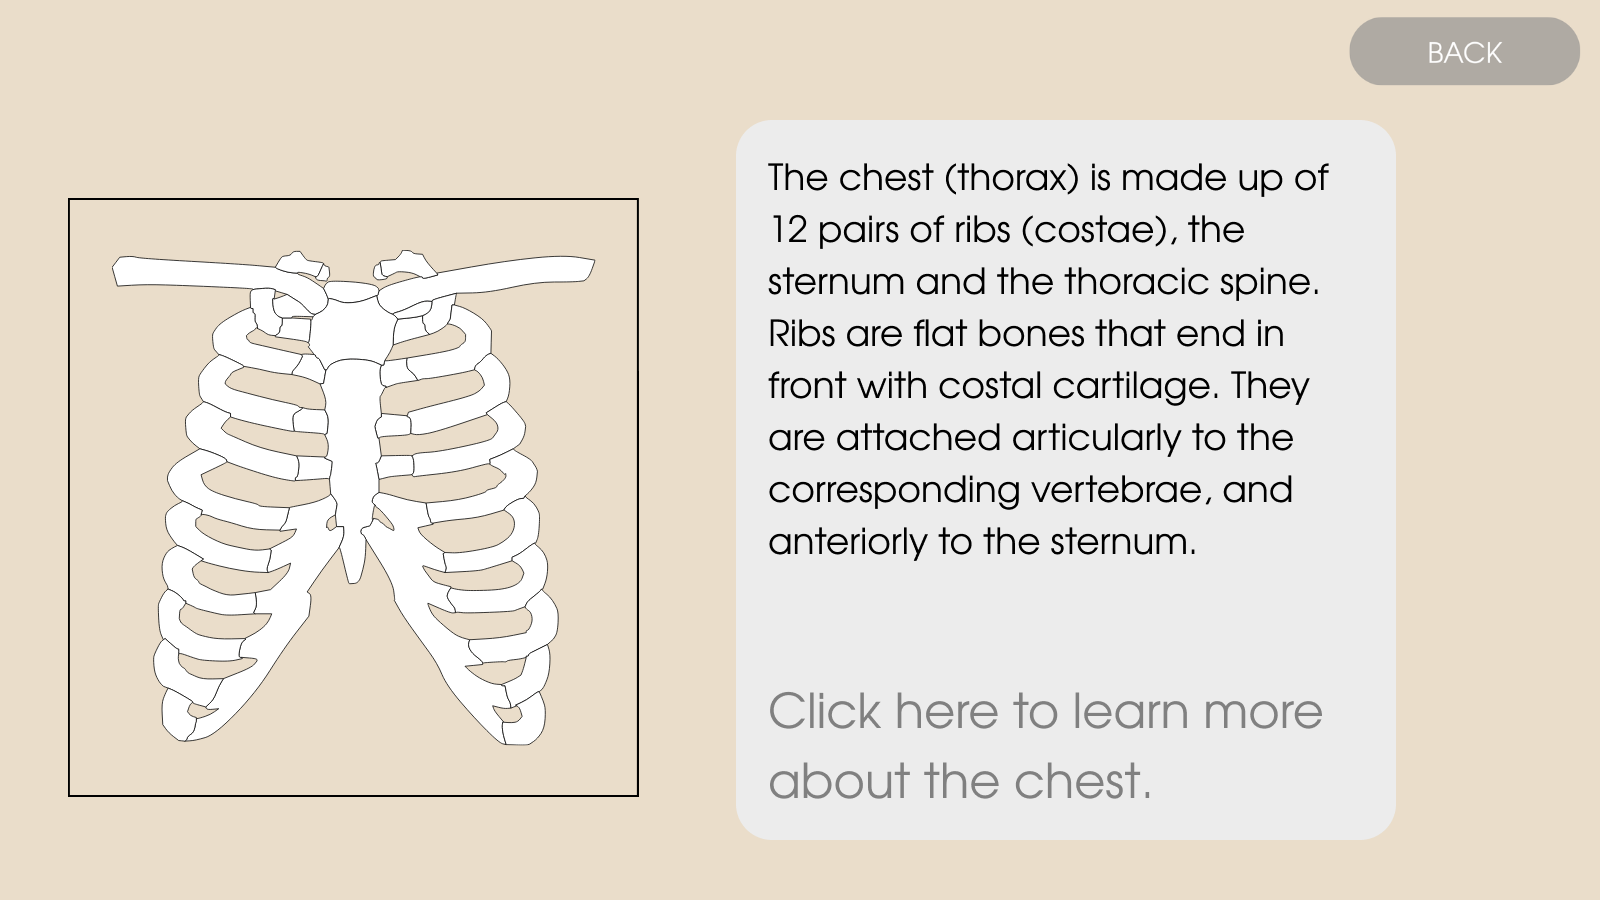 BACK
The chest (thorax) is made up of
12 pairs of ribs (costae), the
sternum and the thoracic spine.
Ribs are flat bones that end in
front with costal cartilage. They
are attached articularly to the
corresponding vertebrae, and
anteriorly to the sternum.
Click here to learn more
about the chest.